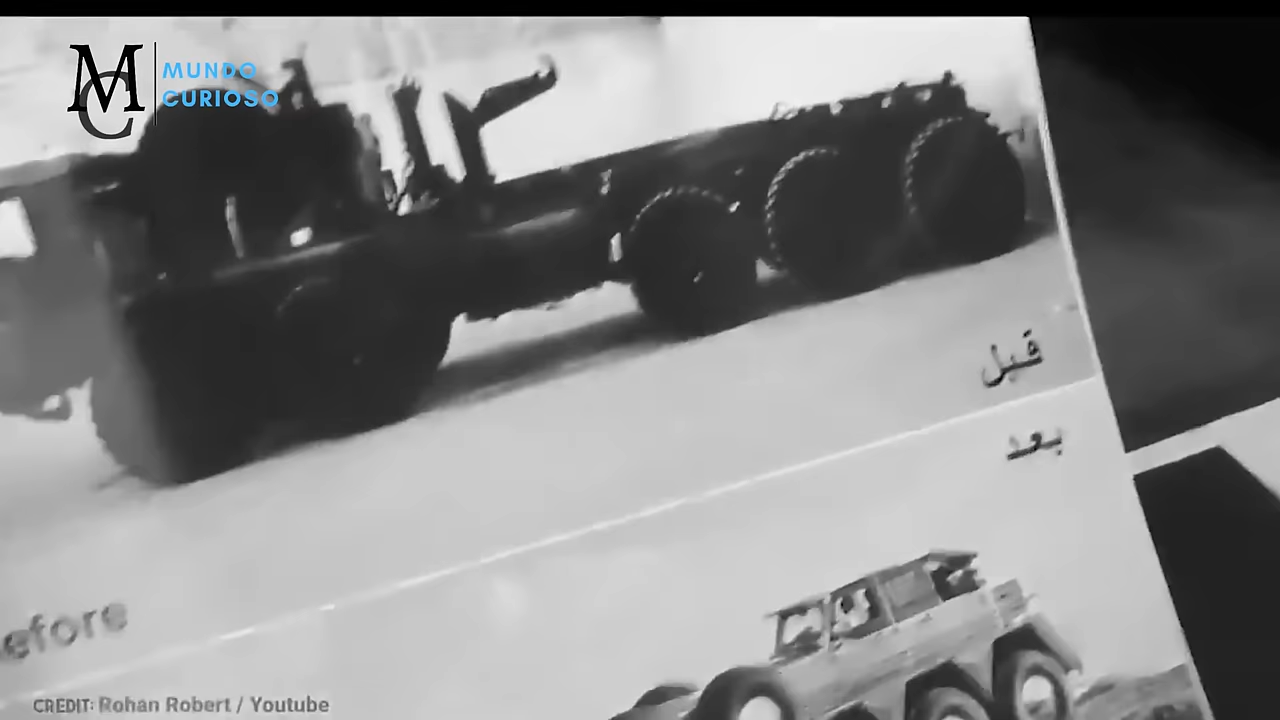 MC
MUNDO
CURIOSO
قبل
بعد
efore
CREDIT: Rohan Robert / Youtube